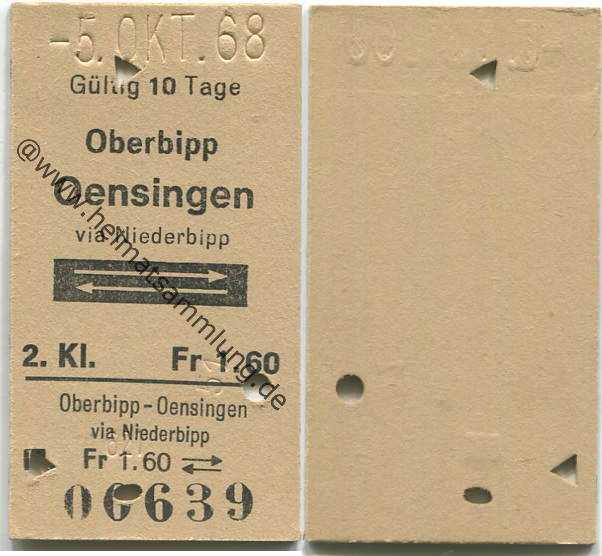 -5.OKT.68
Gültig 10 Tage
Oberbipp
Oensingen
via Niederbipp
2. Kl. Fr 1.60
Oberbipp-Oensingen
via Niederbipp
Fr 1.60
00639
@www.heimatsammlung.de